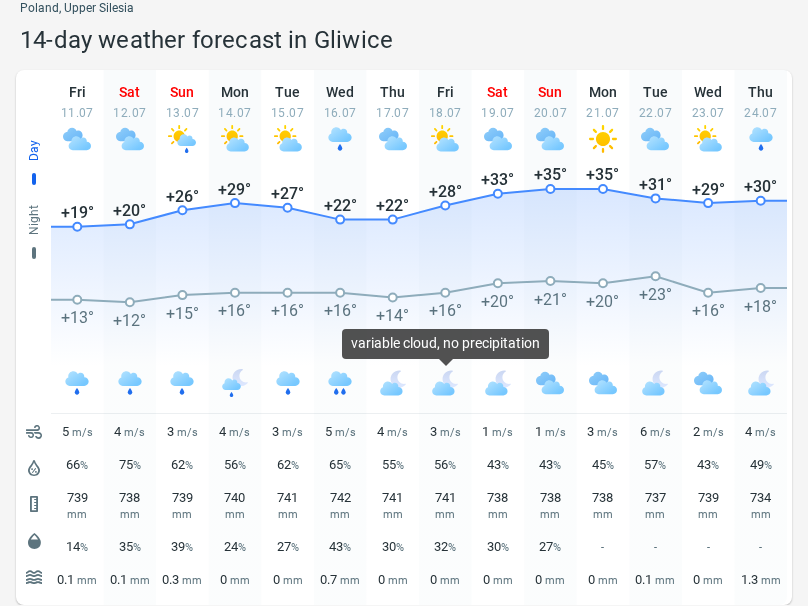 Poland, Upper Silesia
14-day weather forecast in Gliwice
Fri Sat Sun Mon Tue Wed Thu Fri Sat Sun Mon Tue Wed Thu
11.07 12.07 13.07 14.07 15.07 16.07 17.07 18.07 19.07 20.07 21.07 22.07 23.07 24.07
Day
+19° +20° +26° +29° +27° +22° +22° +28° +33° +35° +35° +31° +29° +30°
Night
+13° +12° +15° +16° +16° +16° +14° +16° +20° +21° +20° +23° +16° +18°
variable cloud, no precipitation
5 m/s 4 m/s 3 m/s 4 m/s 3 m/s 5 m/s 4 m/s 3 m/s 1 m/s 1 m/s 3 m/s 6 m/s 2 m/s 4 m/s
66% 75% 62% 56% 62% 65% 55% 56% 43% 43% 45% 57% 43% 49%
739 738 739 740 741 742 741 741 738 738 738 737 739 734
mm mm mm mm mm mm mm mm mm mm mm mm mm mm
14% 35% 39% 24% 27% 43% 30% 32% 30% 27% - - - -
0.1 mm 0.1 mm 0.3 mm 0 mm 0 mm 0.7 mm 0 mm 0 mm 0 mm 0 mm 0 mm 0.1 mm 0 mm 1.3 mm